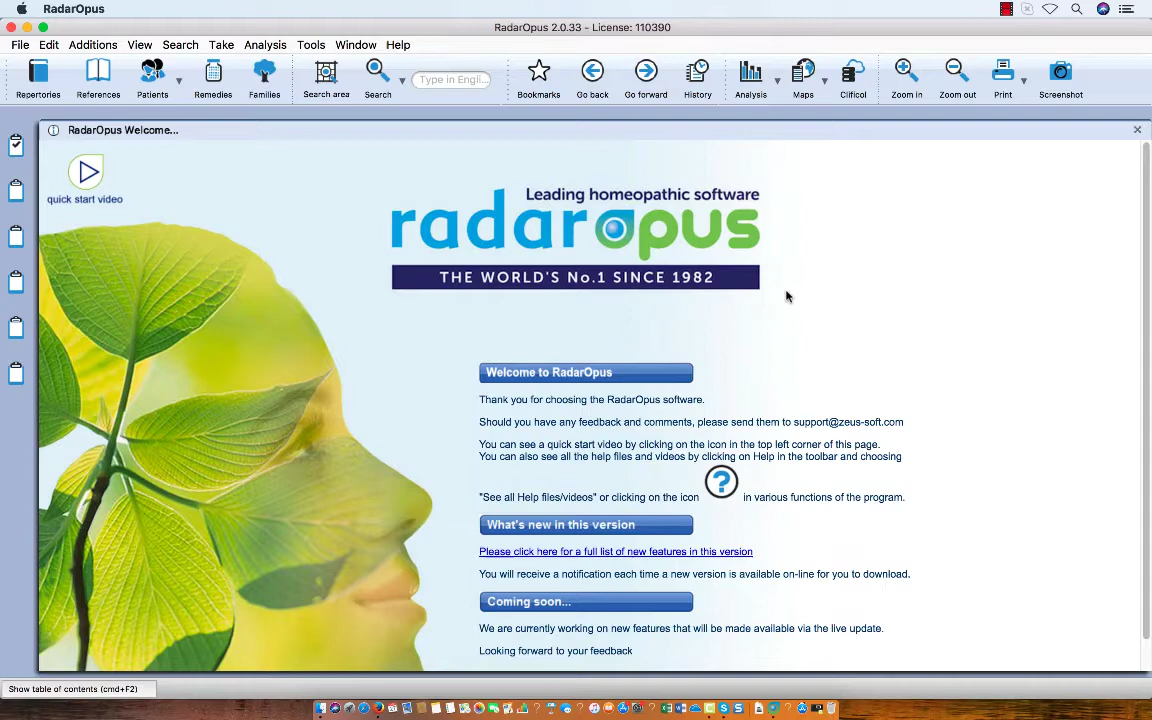 RadarOpus
RadarOpus 2.0.33 - License: 110390
File Edit Additions View Search Take Analysis Tools Window Help
Type in Engli...
Repertories References Patients Remedies Families Search area Search Bookmarks Go back Go forward History Analysis Maps Clificol Zoom in Zoom out Print Screenshot
RadarOpus Welcome...
quick start video
Leading homeopathic software
radaropus
THE WORLD'S No.1 SINCE 1982
Welcome to RadarOpus
Thank you for choosing the RadarOpus software.
Should you have any feedback and comments, please send them to support@zeus-soft.com
You can see a quick start video by clicking on the icon in the top left corner of this page.
You can also see all the help files and videos by clicking on Help in the toolbar and choosing
"See all Help files/videos" or clicking on the icon ? in various functions of the program.
What's new in this version
Please click here for a full list of new features in this version
You will receive a notification each time a new version is available on-line for you to download.
Coming soon...
We are currently working on new features that will be made available via the live update.
Looking forward to your feedback
Show table of contents (cmd+F2)